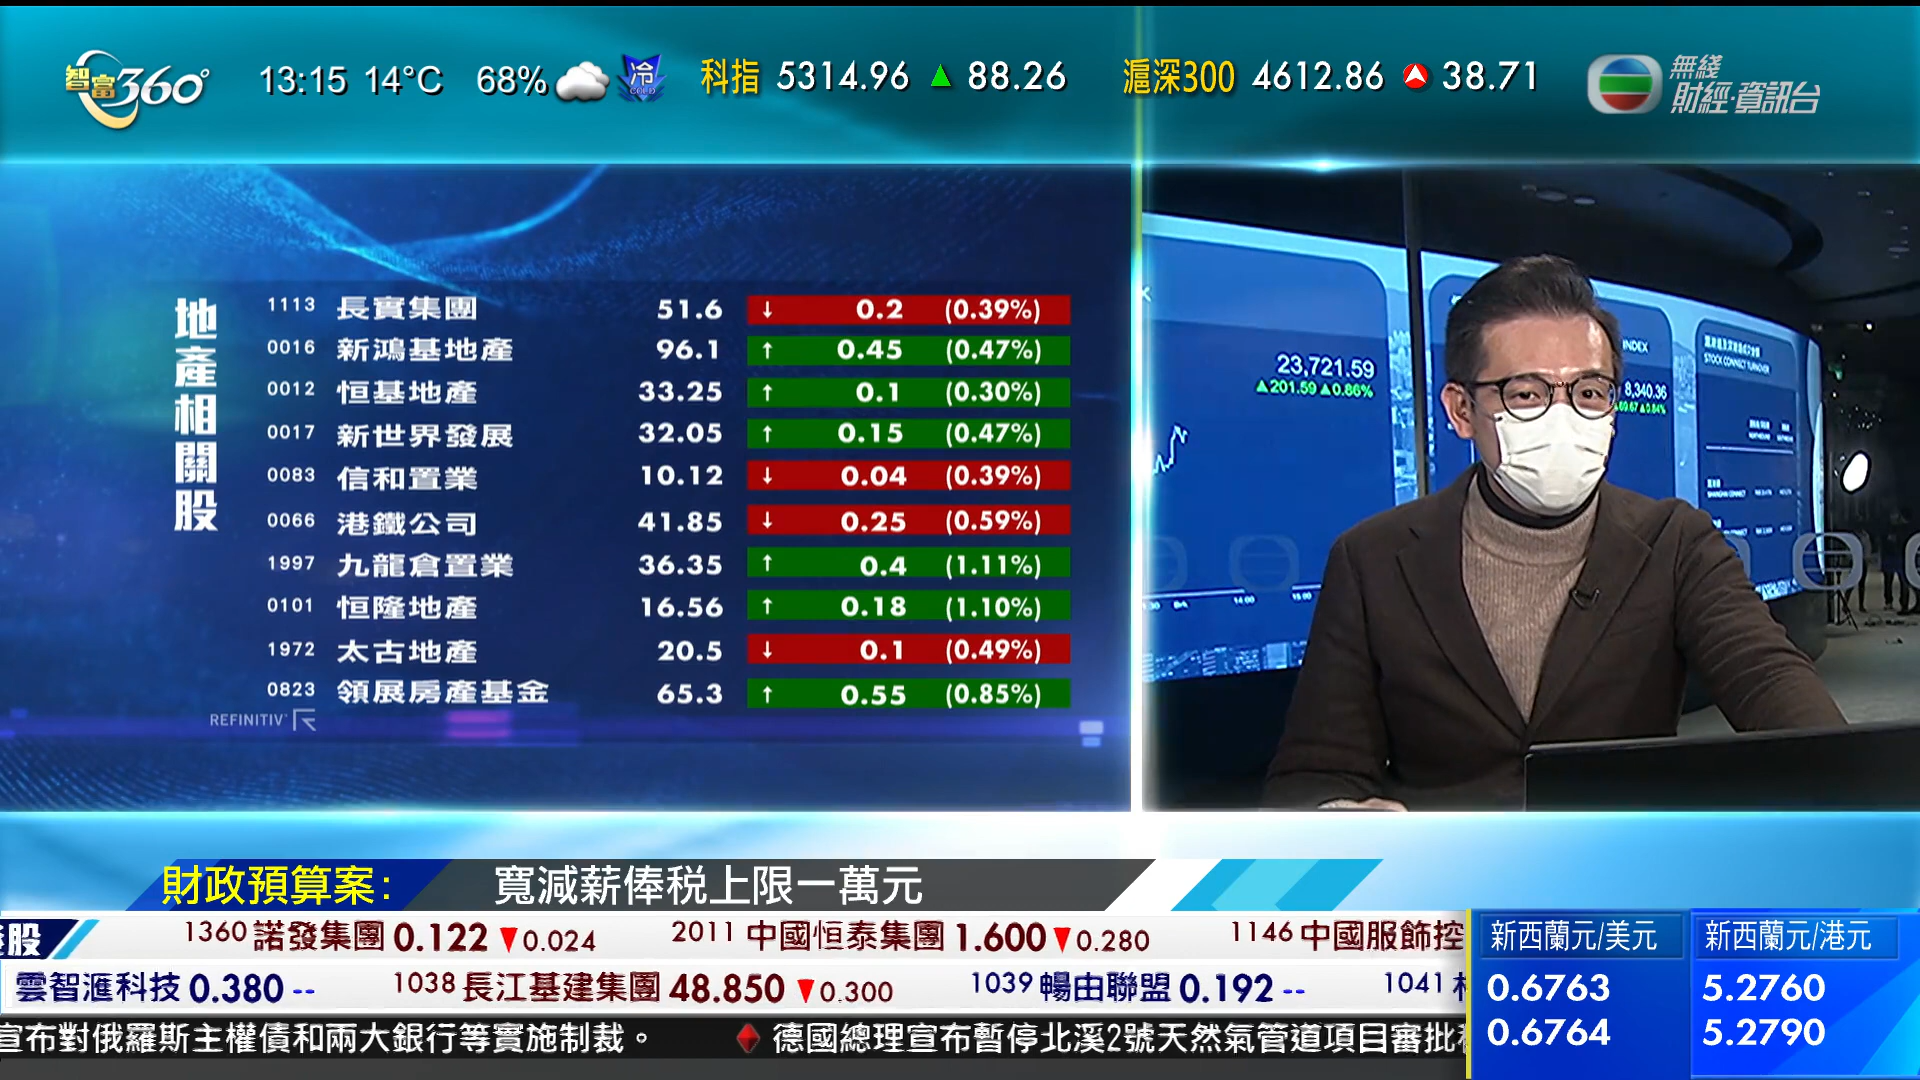 智富360°
13:15 14°C 68% 冷 COLD 科指 5314.96 ▲ 88.26 滬深300 4612.86 38.71
無綫
財經·資訊台
地產相關股
1113 長實集團 51.6 ↓ 0.2 (0.39%)
0016 新鴻基地產 96.1 ↑ 0.45 (0.47%)
0012 恒基地產 33.25 ↑ 0.1 (0.30%)
0017 新世界發展 32.05 ↑ 0.15 (0.47%)
0083 信和置業 10.12 ↓ 0.04 (0.39%)
0066 港鐵公司 41.85 ↓ 0.25 (0.59%)
1997 九龍倉置業 36.35 ↑ 0.4 (1.11%)
0101 恒隆地產 16.56 ↑ 0.18 (1.10%)
1972 太古地產 20.5 ↓ 0.1 (0.49%)
0823 領展房產基金 65.3 ↑ 0.55 (0.85%)
REFINITIV
23,721.59
▲201.59 ▲0.86%
INDEX
8,340.36
STOCK CONNECT TURNOVER
14:00 15:00
財政預算案: 寬減薪俸税上限一萬元
股 1360 諾發集團 0.122 ▼0.024 2011 中國恒泰集團 1.600 ▼0.280 1146 中國服飾控
雲智滙科技 0.380 -- 1038 長江基建集團 48.850 ▼0.300 1039 暢由聯盟 0.192 -- 1041
宣布對俄羅斯主權債和兩大銀行等實施制裁。 德國總理宣布暫停北溪2號天然氣管道項目審批
新西蘭元/美元
0.6763
0.6764
新西蘭元/港元
5.2760
5.2790